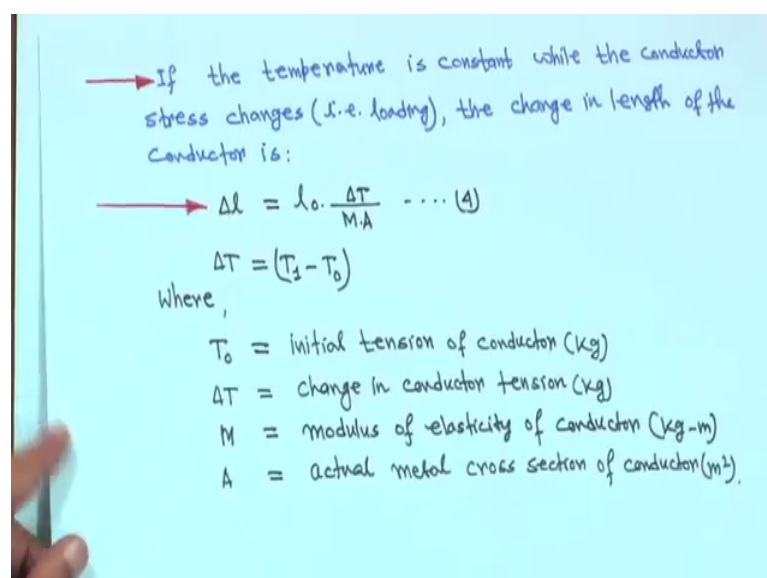 If the temperature is constant while the conductor
stress changes (i.e. loading), the change in length of the
conductor is:
Δl = l₀. ΔT / M.A ---- (4)
ΔT = (T₁ - T₀)
Where,
T₀ = initial tension of conductor (kg)
ΔT = change in conductor tension (kg)
M = modulus of elasticity of conductor (kg-m)
A = actual metal cross section of conductor (m²).